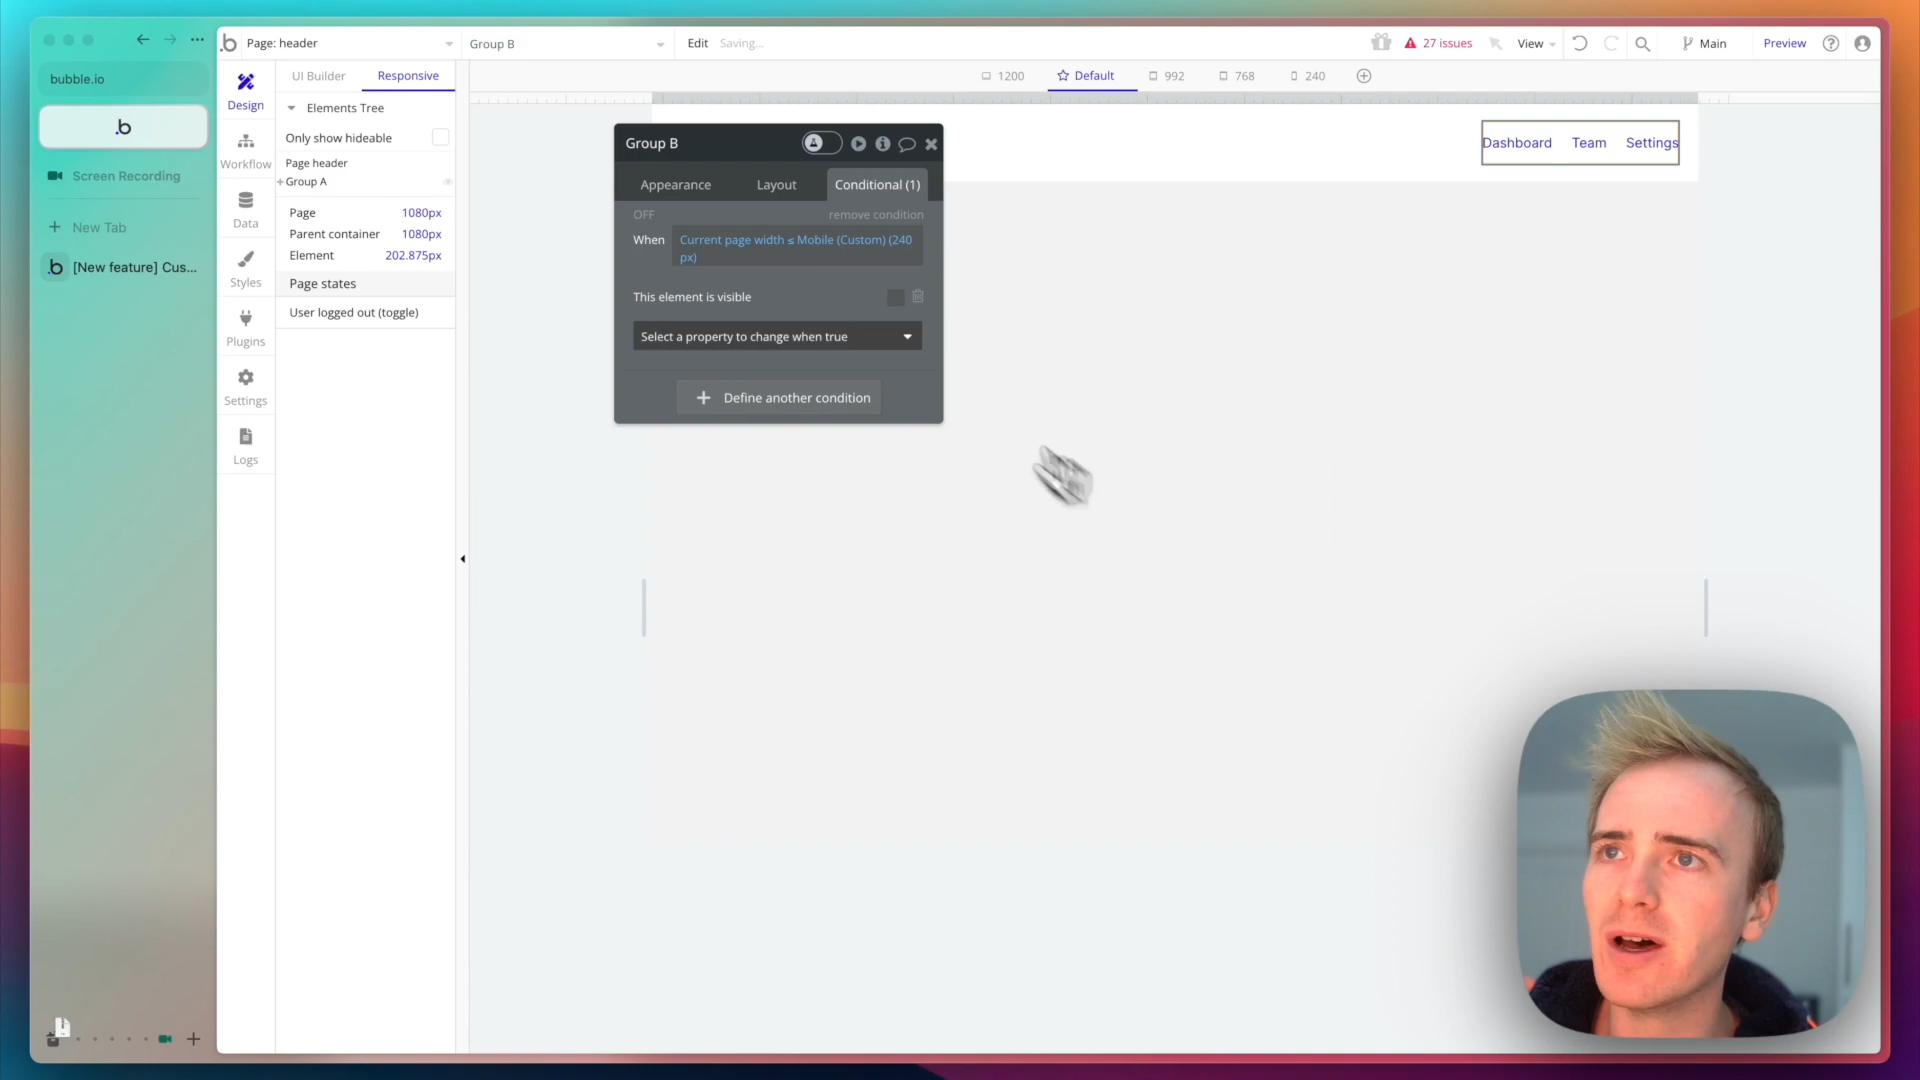 bubble.io
Screen Recording
New Tab
[New feature] Cus...
Page: header
Group B
Edit
Saving...
27 issues
View
Main
Preview
Design
Workflow
Data
Styles
Plugins
Settings
Logs
UI Builder
Responsive
Elements Tree
Only show hideable
Page header
Group A
Page
1080px
Parent container
1080px
Element
202.875px
Page states
User logged out (toggle)
1200
Default
992
768
240
Group B
Appearance
Layout
Conditional (1)
OFF
remove condition
When
Current page width ≤ Mobile (Custom) (240
px)
This element is visible
Select a property to change when true
Define another condition
Dashboard
Team
Settings